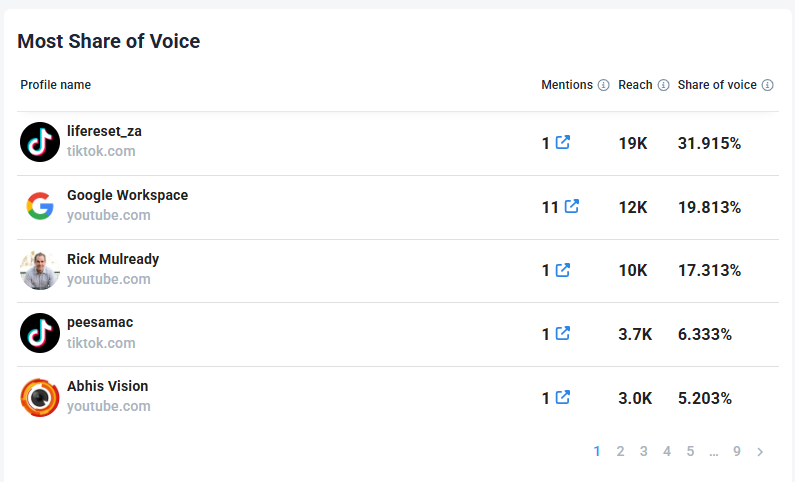 Most Share of Voice
Profile name Mentions Reach Share of voice
lifereset_za
tiktok.com
1 19K 31.915%
Google Workspace
youtube.com
11 12K 19.813%
Rick Mulready
youtube.com
1 10K 17.313%
peesamac
tiktok.com
1 3.7K 6.333%
Abhis Vision
youtube.com
1 3.0K 5.203%
1 2 3 4 5 ... 9 >